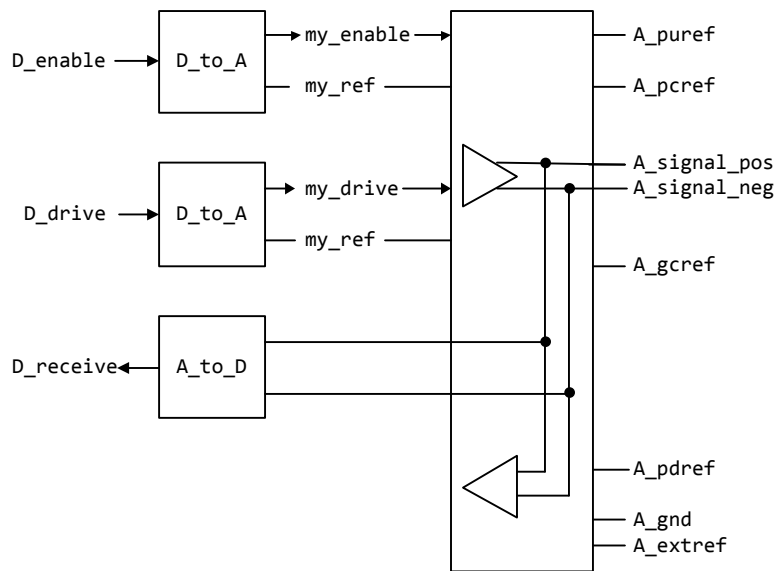 my_enable
A_puref
D_enable
D_to_A
my_ref
A_pcref
A_signal_pos
my_drive
A_signal_neg
D_drive
D_to_A
my_ref
A_gcref
D_receive
A_to_D
A_pdref
A_gnd
A_extref